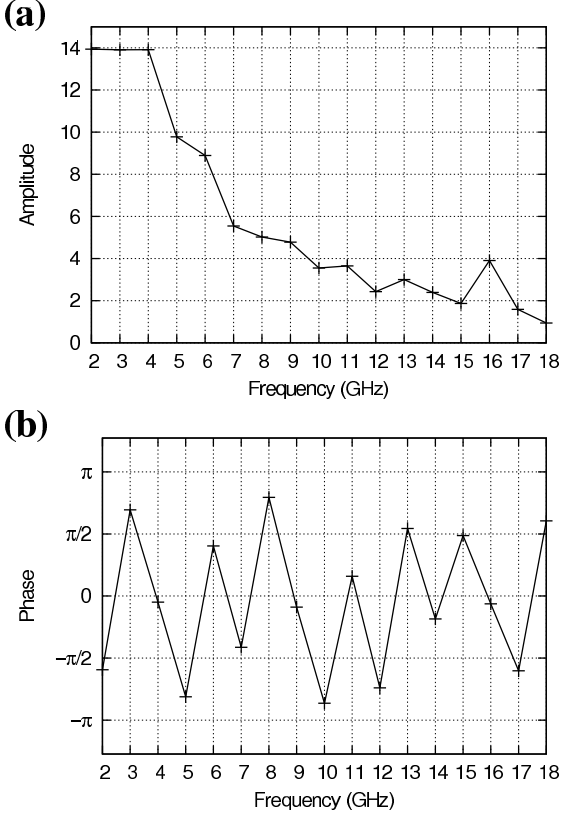 (a)
14
12
10
8
6
4
2
0
Amplitude
2 3 4 5 6 7 8 9 10 11 12 13 14 15 16 17 18
Frequency (GHz)
(b)
π
π/2
0
−π/2
−π
Phase
2 3 4 5 6 7 8 9 10 11 12 13 14 15 16 17 18
Frequency (GHz)